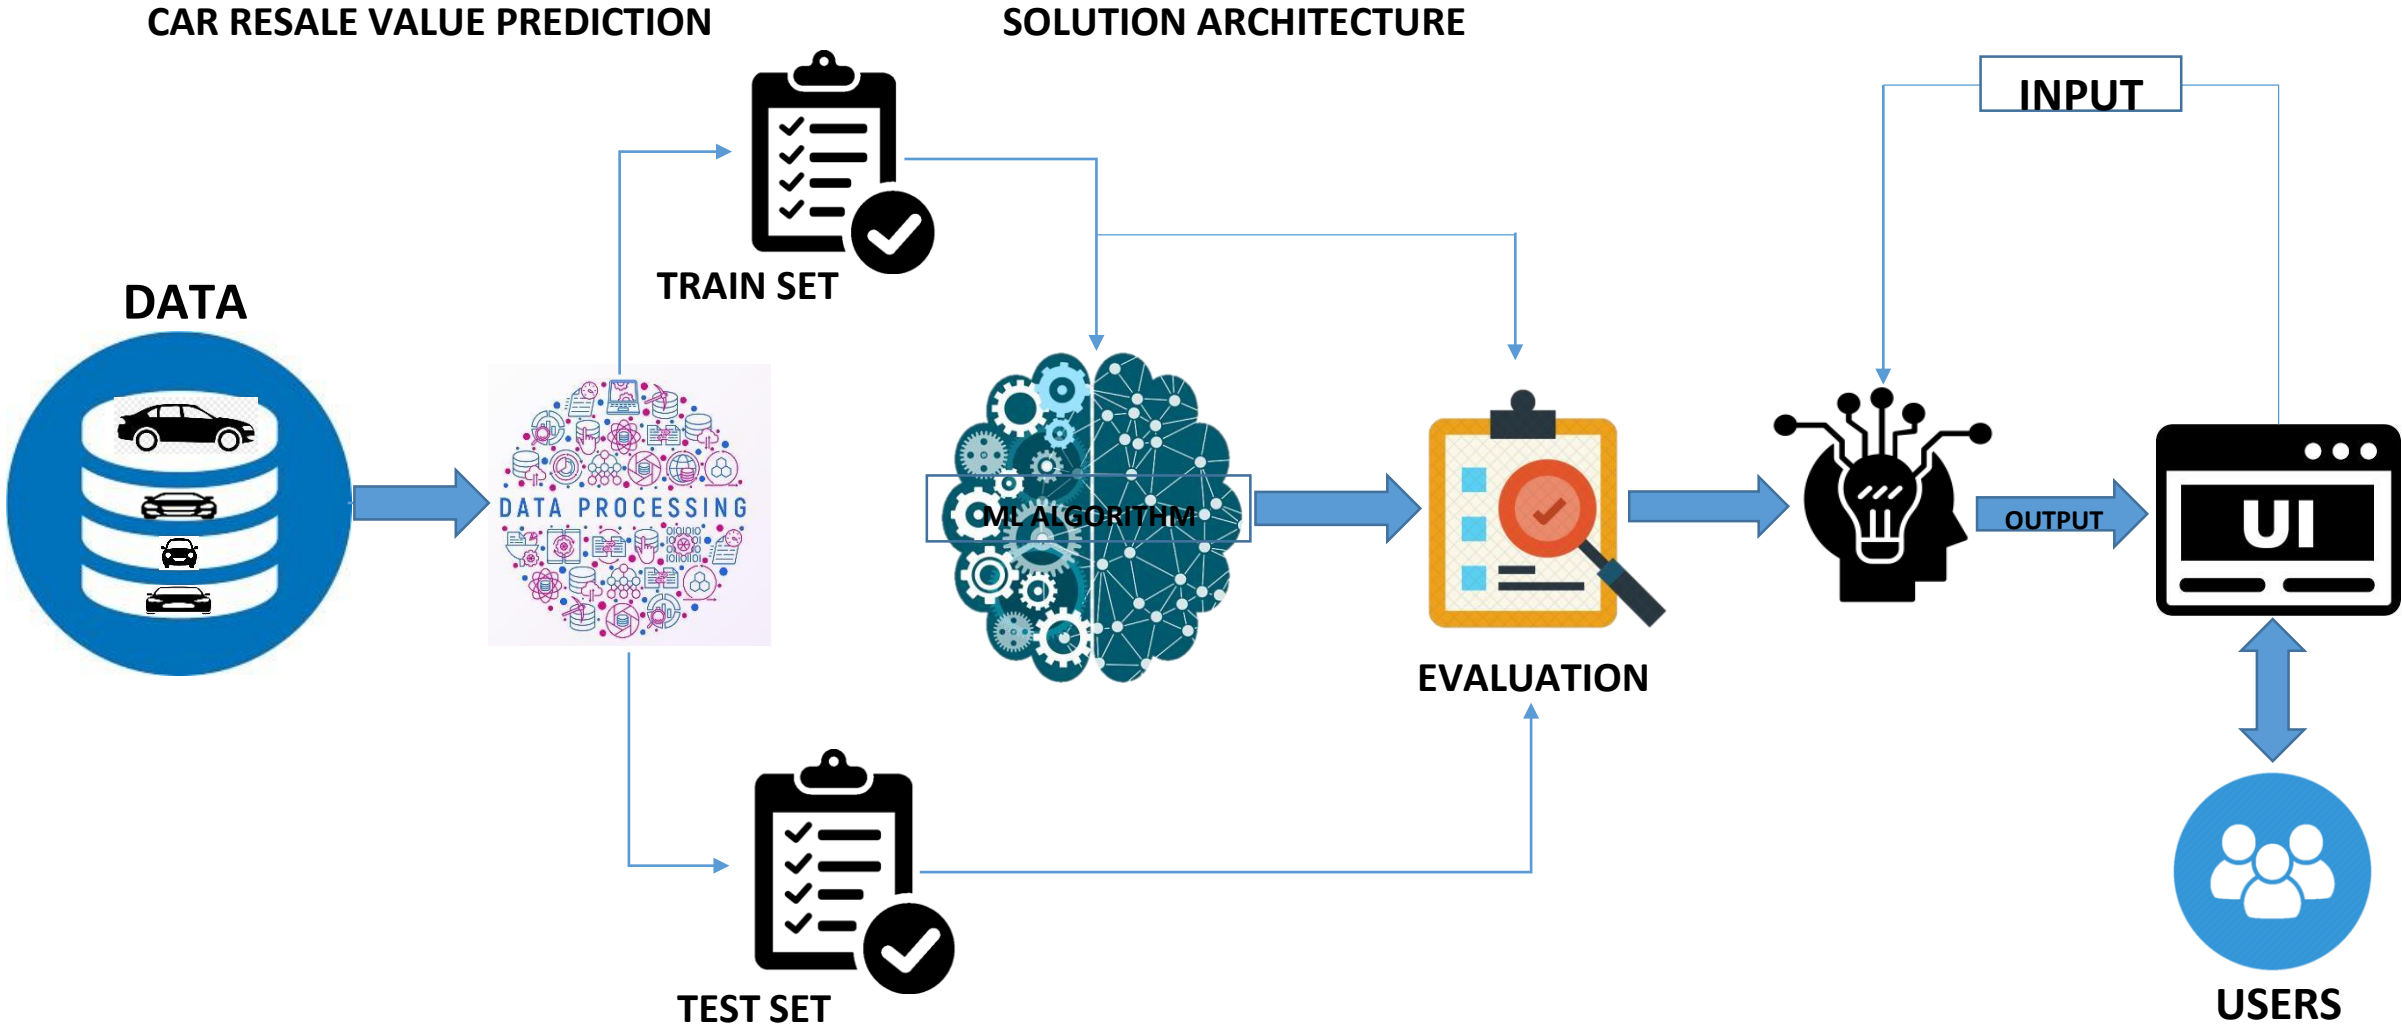 CAR RESALE VALUE PREDICTION
SOLUTION ARCHITECTURE
INPUT
TRAIN SET
DATA
DATA PROCESSING
ML ALGORITHM
OUTPUT
UI
EVALUATION
TEST SET
USERS